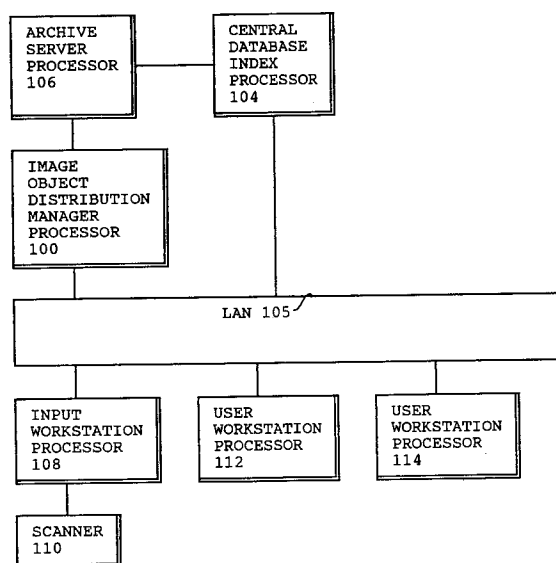 ARCHIVE
SERVER
PROCESSOR
106
CENTRAL
DATABASE
INDEX
PROCESSOR
104
IMAGE
OBJECT
DISTRIBUTION
MANAGER
PROCESSOR
100
LAN 105
INPUT
WORKSTATION
PROCESSOR
108
USER
WORKSTATION
PROCESSOR
112
USER
WORKSTATION
PROCESSOR
114
SCANNER
110